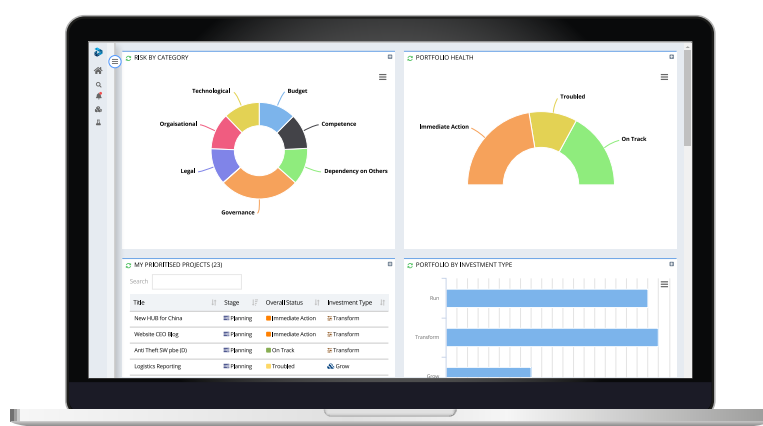 RISK BY CATEGORY
Technological
Budget
Orgaisational
Competence
Legal
Dependency on Others
Governance
PORTFOLIO HEALTH
Troubled
Immediate Action
On Track
MY PRIORITISED PROJECTS (23)
Search
Title Stage Overall Status Investment Type
New HUB for China Planning Immediate Action Transform
Website CEO Blog Planning Immediate Action Transform
Anti Theft SW pbe (D) Planning On Track Transform
Logistics Reporting Planning Troubled Grow
PORTFOLIO BY INVESTMENT TYPE
Run
Transform
Grow